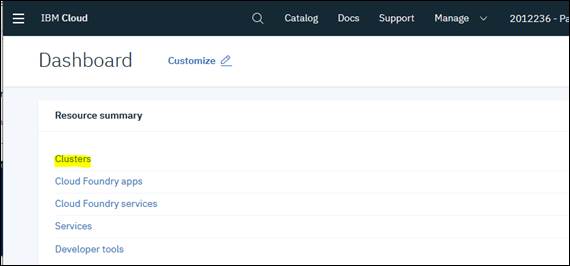 IBM Cloud Catalog Docs Support Manage 2012236 - Pa
Dashboard Customize
Resource summary
Clusters
Cloud Foundry apps
Cloud Foundry services
Services
Developer tools